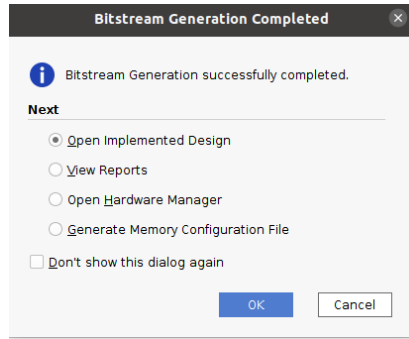 Bitstream Generation Completed
Bitstream Generation successfully completed.
Next
Open Implemented Design
View Reports
Open Hardware Manager
Generate Memory Configuration File
Don't show this dialog again
OK Cancel